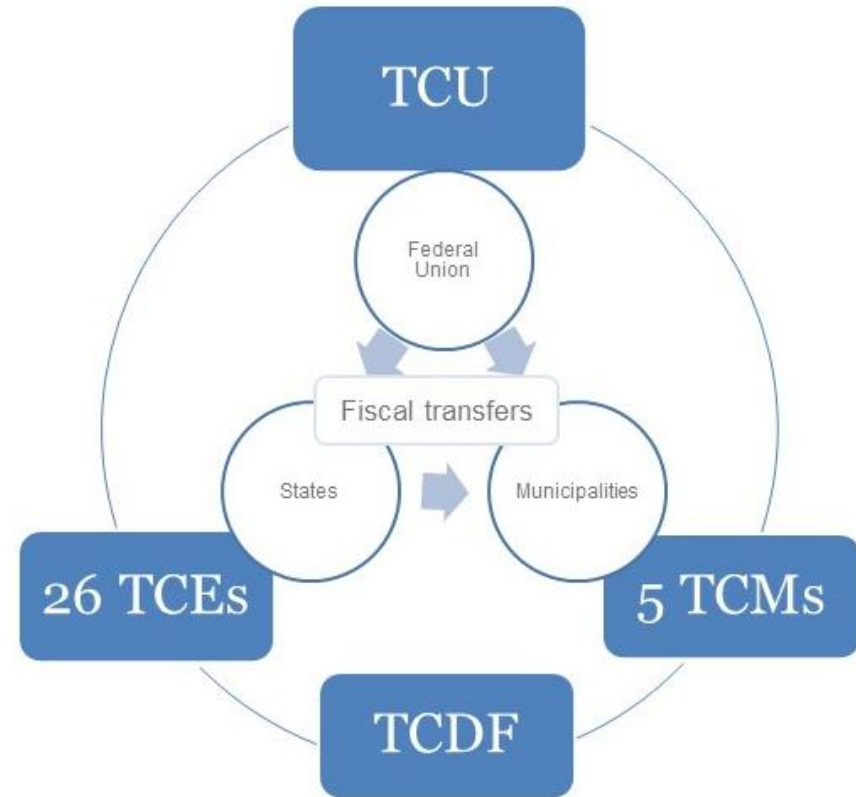 TCU
Federal
Union
Fiscal transfers
States
Municipalities
26 TCEs
5 TCMs
TCDF